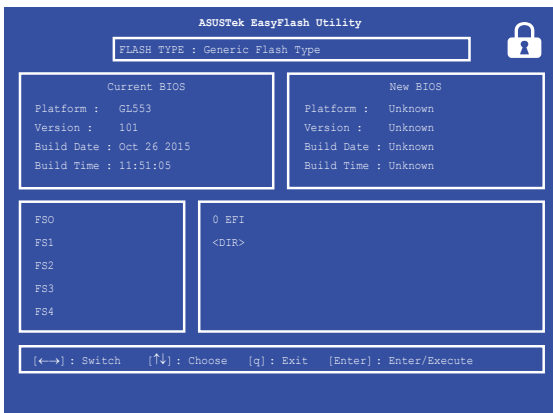 ASUSTek EasyFlash Utility
FLASH TYPE : Generic Flash Type
Current BIOS
Platform : GL553
Version : 101
Build Date : Oct 26 2015
Build Time : 11:51:05
New BIOS
Platform : Unknown
Version : Unknown
Build Date : Unknown
Build Time : Unknown
FSO
FS1
FS2
FS3
FS4
0 EFI
<DIR>
[←→] : Switch [↑↓] : Choose [q] : Exit [Enter] : Enter/Execute